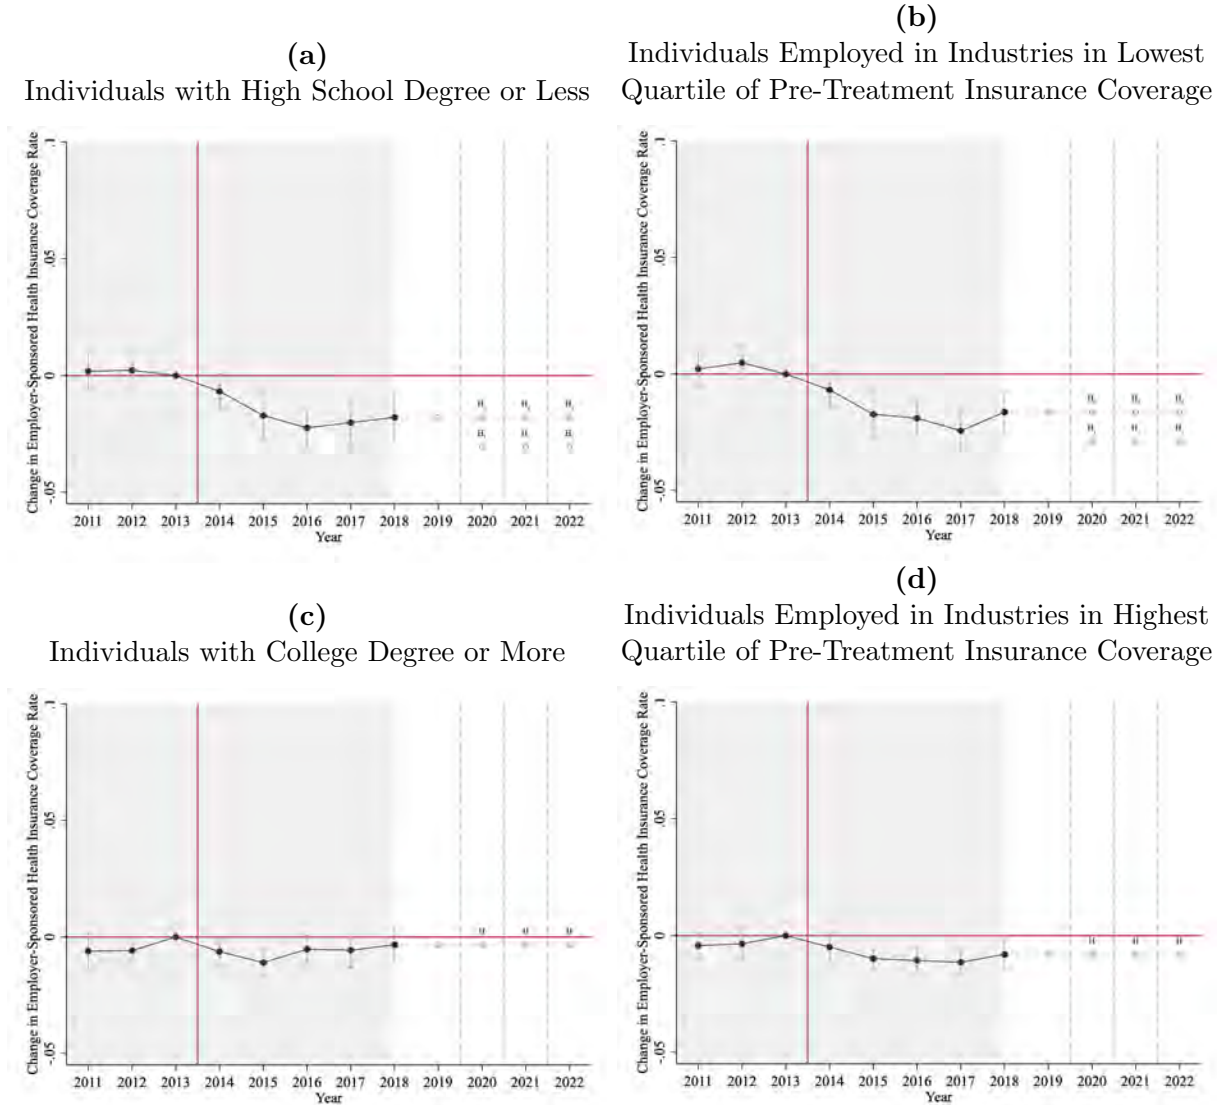 (a)
Individuals with High School Degree or Less
Change in Employer-Sponsored Health Insurance Coverage Rate
.1
.05
0
-.05
H
H
H
H
H
H
2011 2012 2013 2014 2015 2016 2017 2018 2019 2020 2021 2022
Year
(b)
Individuals Employed in Industries in Lowest
Quartile of Pre-Treatment Insurance Coverage
Change in Employer-Sponsored Health Insurance Coverage Rate
.1
.05
0
-.05
H
H
H
H
H
H
2011 2012 2013 2014 2015 2016 2017 2018 2019 2020 2021 2022
Year
(c)
Individuals with College Degree or More
Change in Employer-Sponsored Health Insurance Coverage Rate
.1
.05
0
-.05
2011 2012 2013 2014 2015 2016 2017 2018 2019 2020 2021 2022
Year
(d)
Individuals Employed in Industries in Highest
Quartile of Pre-Treatment Insurance Coverage
Change in Employer-Sponsored Health Insurance Coverage Rate
.1
.05
0
-.05
H
H
H
2011 2012 2013 2014 2015 2016 2017 2018 2019 2020 2021 2022
Year